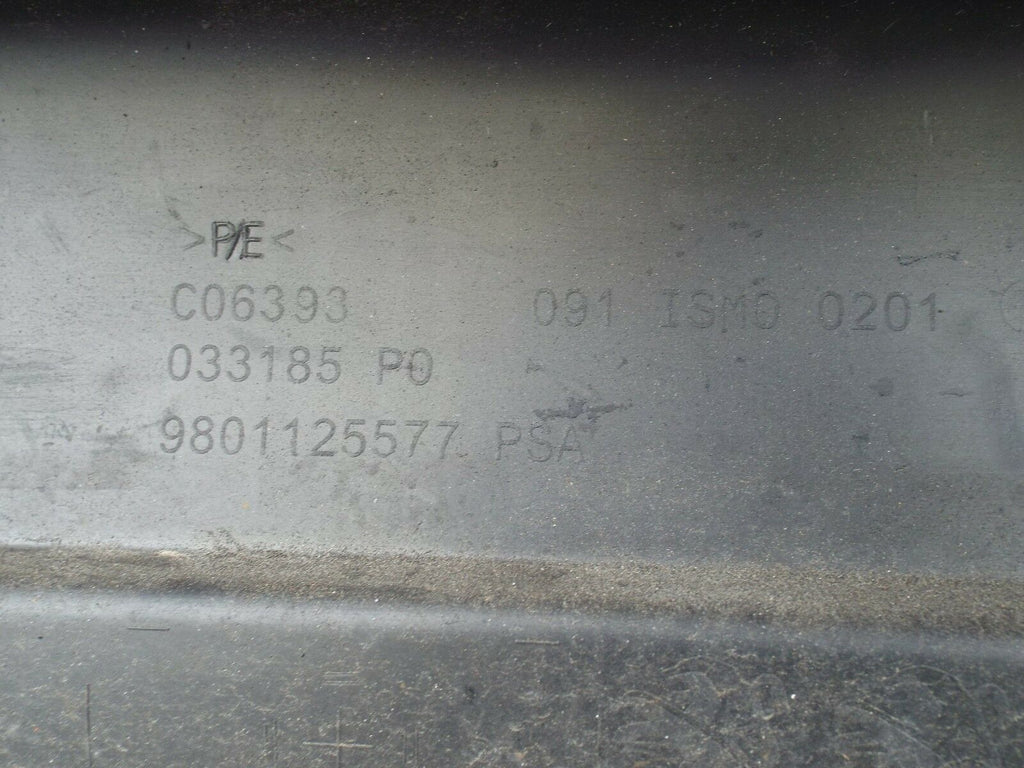 >P/E<
C06393 091 ISMO 0201
033185 P0
9801125577 PSA